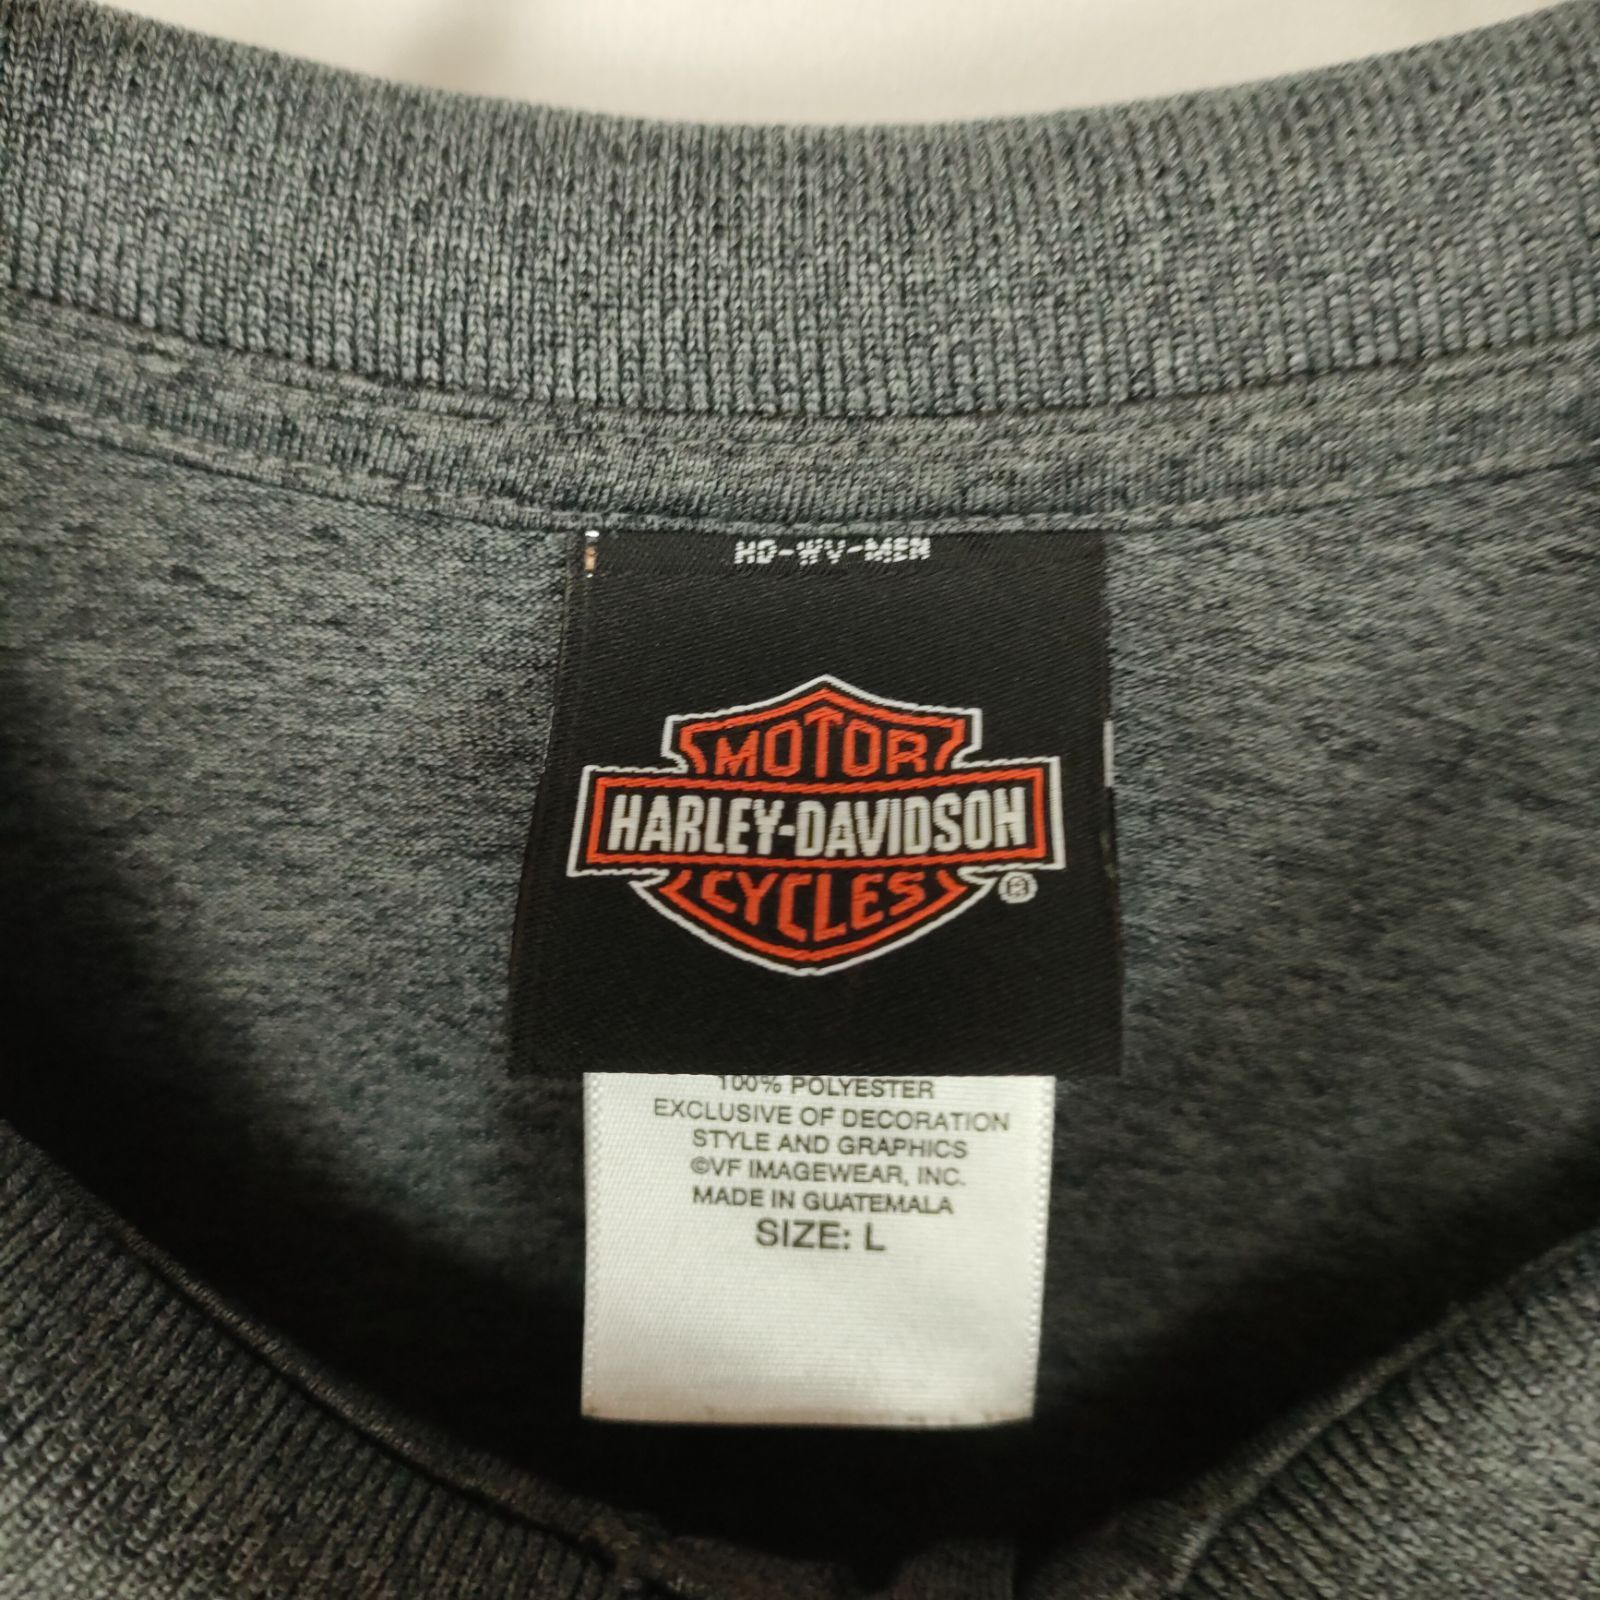 HD-WV-MEN
MOTOR
HARLEY-DAVIDSON
CYCLES
®
100% POLYESTER
EXCLUSIVE OF DECORATION
STYLE AND GRAPHICS
©VF IMAGEWEAR, INC.
MADE IN GUATEMALA
SIZE: L